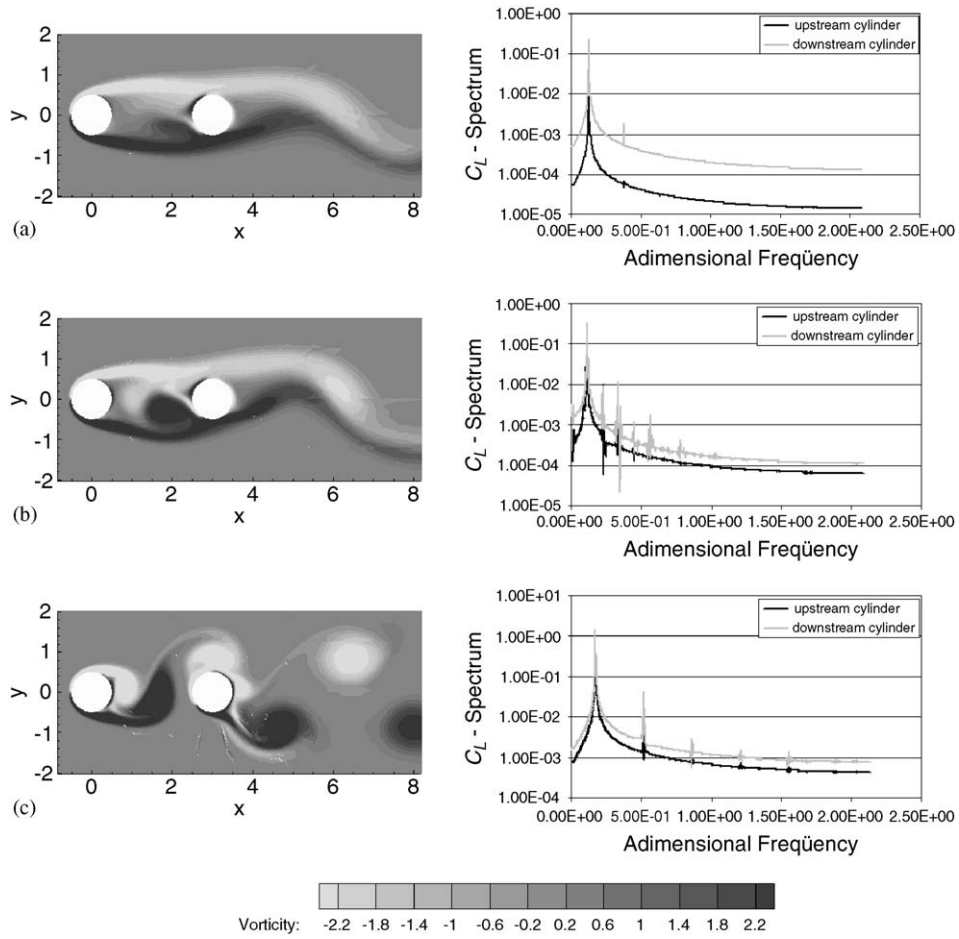 2
1
0
-1
-2
y
0 2 4 6 8
x
(a)
1.00E+00
1.00E-01
1.00E-02
1.00E-03
1.00E-04
1.00E-05
CL - Spectrum
upstream cylinder
downstream cylinder
0.00E+00 5.00E-01 1.00E+00 1.50E+00 2.00E+00 2.50E+00
Adimensional Freqüency
2
1
0
-1
-2
y
0 2 4 6 8
x
(b)
1.00E+00
1.00E-01
1.00E-02
1.00E-03
1.00E-04
1.00E-05
CL - Spectrum
upstream cylinder
downstream cylinder
0.00E+00 5.00E-01 1.00E+00 1.50E+00 2.00E+00 2.50E+00
Adimensional Freqüency
2
1
0
-1
-2
y
0 2 4 6 8
x
(c)
1.00E+01
1.00E+00
1.00E-01
1.00E-02
1.00E-03
1.00E-04
CL - Spectrum
upstream cylinder
downstream cylinder
0.00E+00 5.00E-01 1.00E+00 1.50E+00 2.00E+00 2.50E+00
Adimensional Freqüency
Vorticity: -2.2 -1.8 -1.4 -1 -0.6 -0.2 0.2 0.6 1 1.4 1.8 2.2